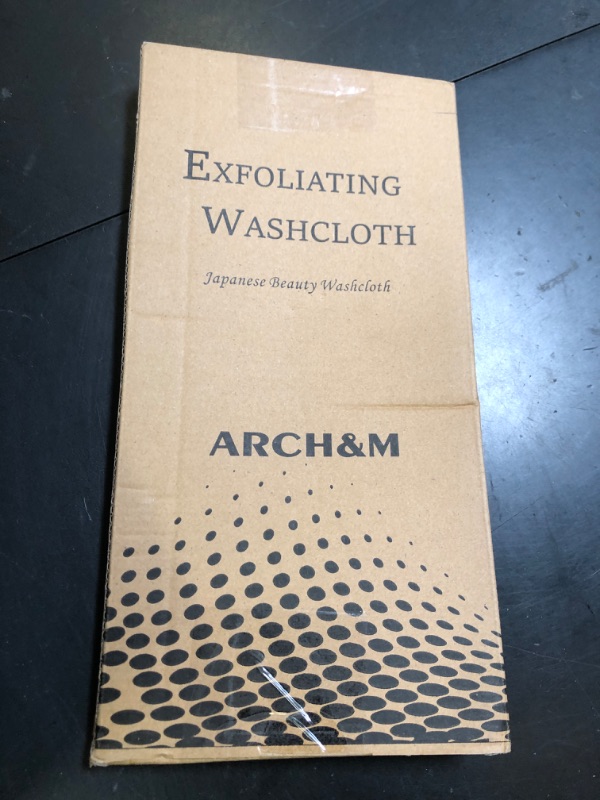 EXFOLIATING
WASHCLOTH
Japanese Beauty Washcloth
ARCH&M